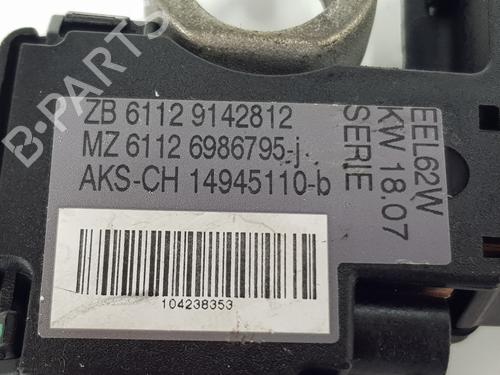 B-PARTS
ZB 6112 9142812
MZ 6112 6986795-j
AKS-CH 14945110-b
104238353
EEL62W
KW 18.07
SERIE